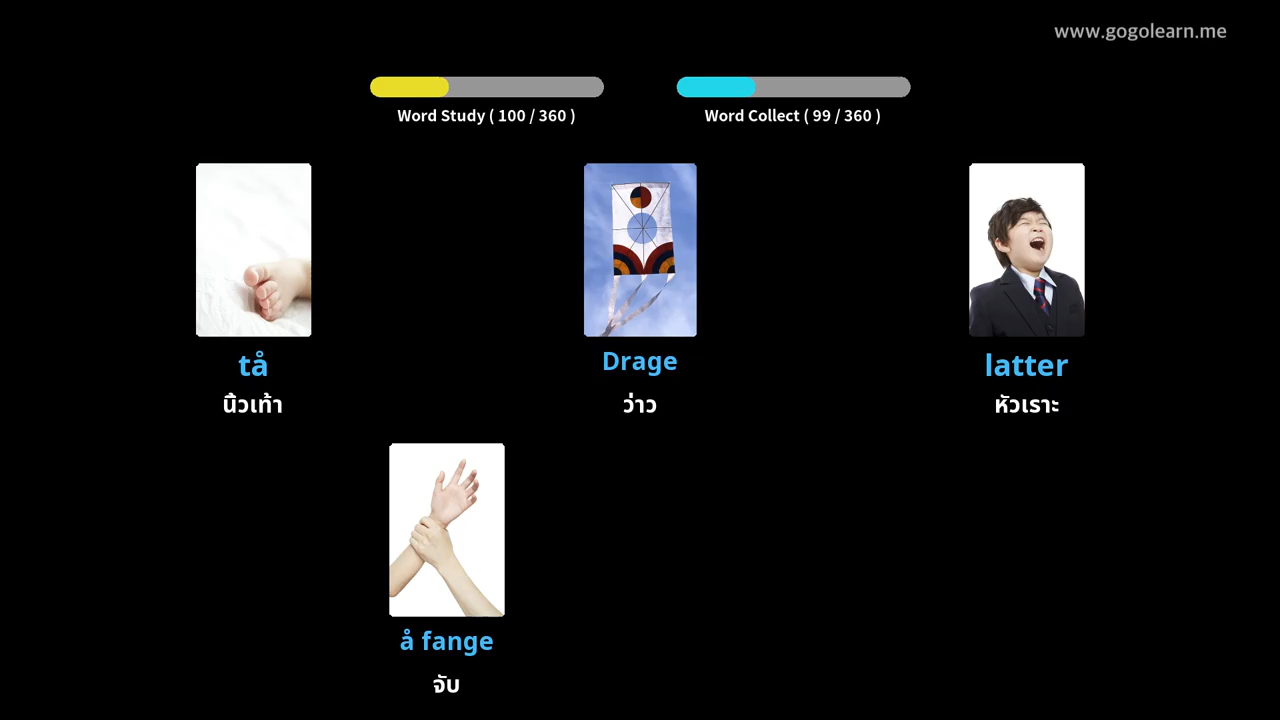 www.gogolearn.me
Word Study ( 100 / 360 )
Word Collect ( 99 / 360 )
tå
Drage
latter
นิ้วเท้า
ว่าว
หัวเราะ
å fange
จับ